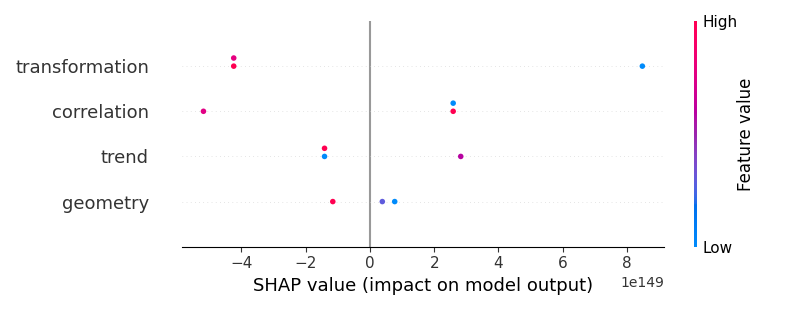 High
transformation
correlation
trend
geometry
Feature value
Low
−4 −2 0 2 4 6 8
1e149
SHAP value (impact on model output)